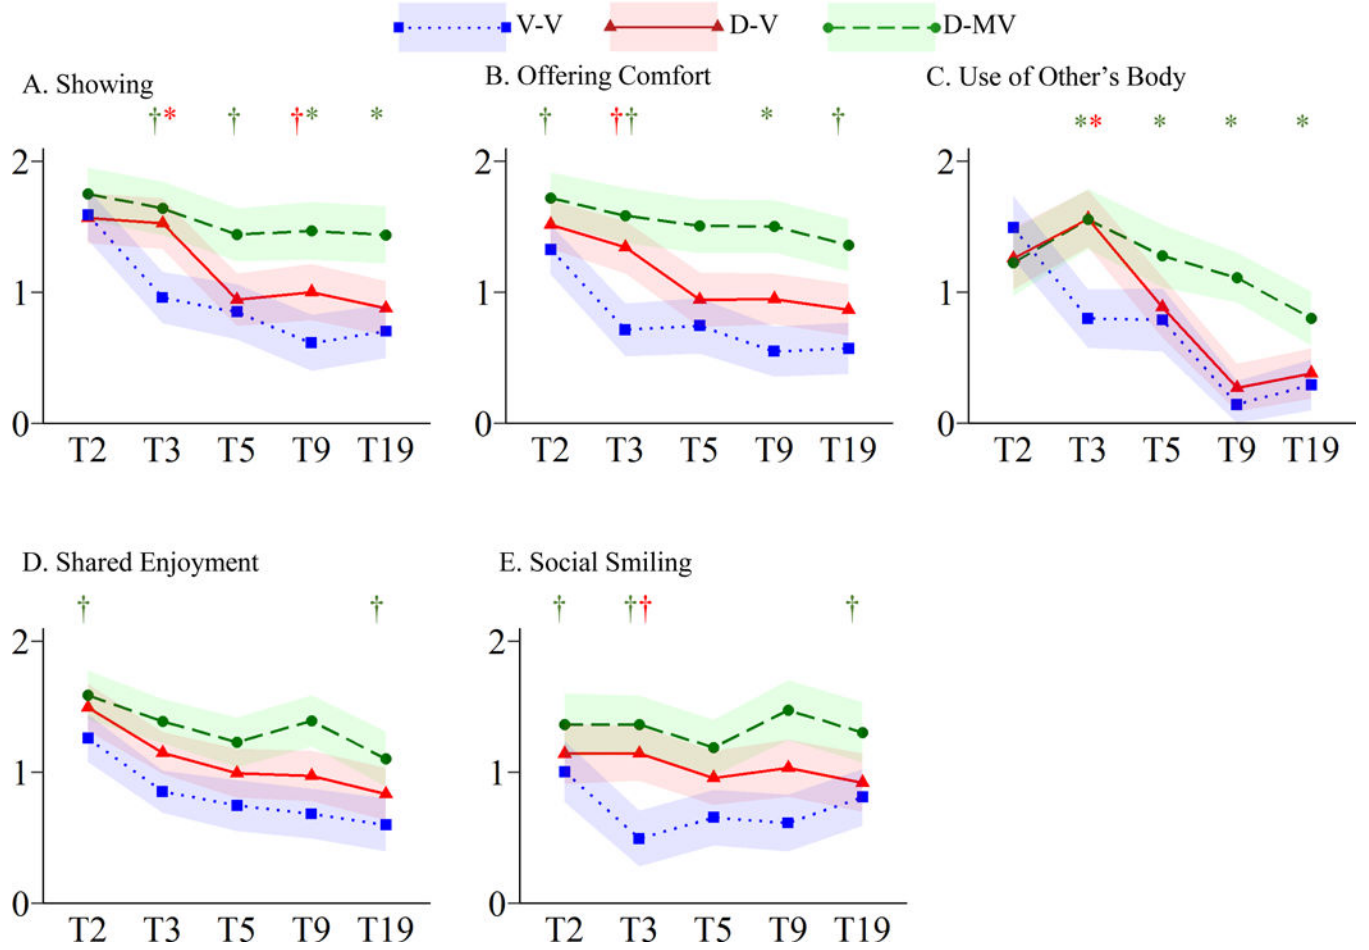 V-V D-V D-MV
A. Showing
†* † †* *
2
1
0
T2 T3 T5 T9 T19
B. Offering Comfort
† †† * †
2
1
0
T2 T3 T5 T9 T19
C. Use of Other's Body
** * * *
2
1
0
T2 T3 T5 T9 T19
D. Shared Enjoyment
† †
2
1
0
T2 T3 T5 T9 T19
E. Social Smiling
† †† †
2
1
0
T2 T3 T5 T9 T19